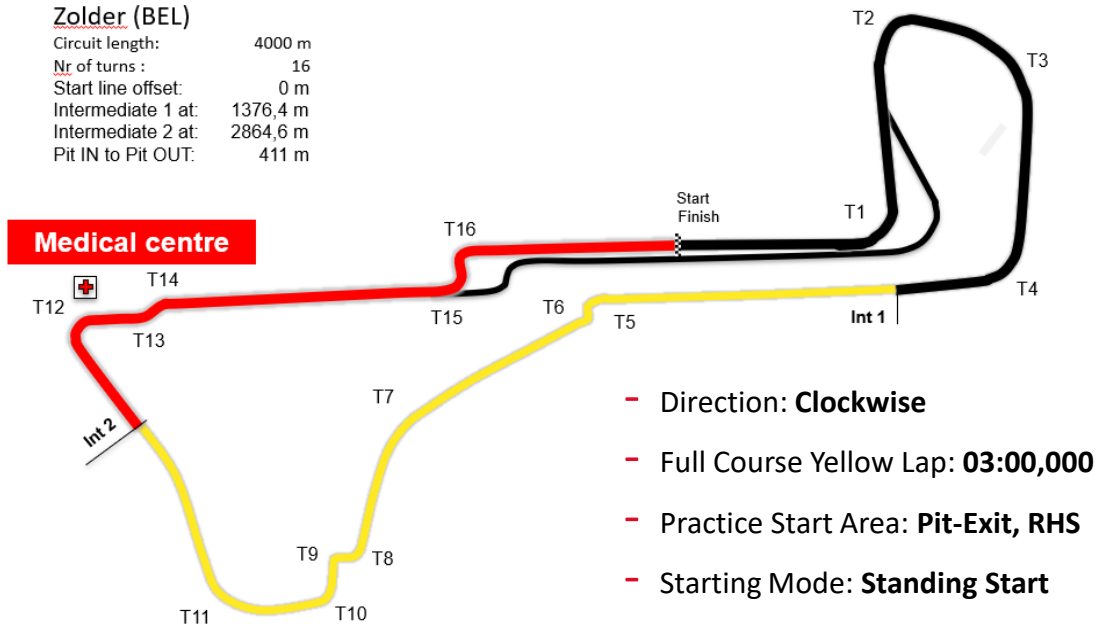 Zolder (BEL)
Circuit length: 4000 m
Nr of turns : 16
Start line offset: 0 m
Intermediate 1 at: 1376,4 m
Intermediate 2 at: 2864,6 m
Pit IN to Pit OUT: 411 m
T2
T3
Start
Finish
T1
T16
Medical centre
T14
T12
T13
T15
T6
T5
T4
Int 1
T7
Int 2
T9
T8
T10
T11
- Direction: Clockwise
- Full Course Yellow Lap: 03:00,000
- Practice Start Area: Pit-Exit, RHS
- Starting Mode: Standing Start